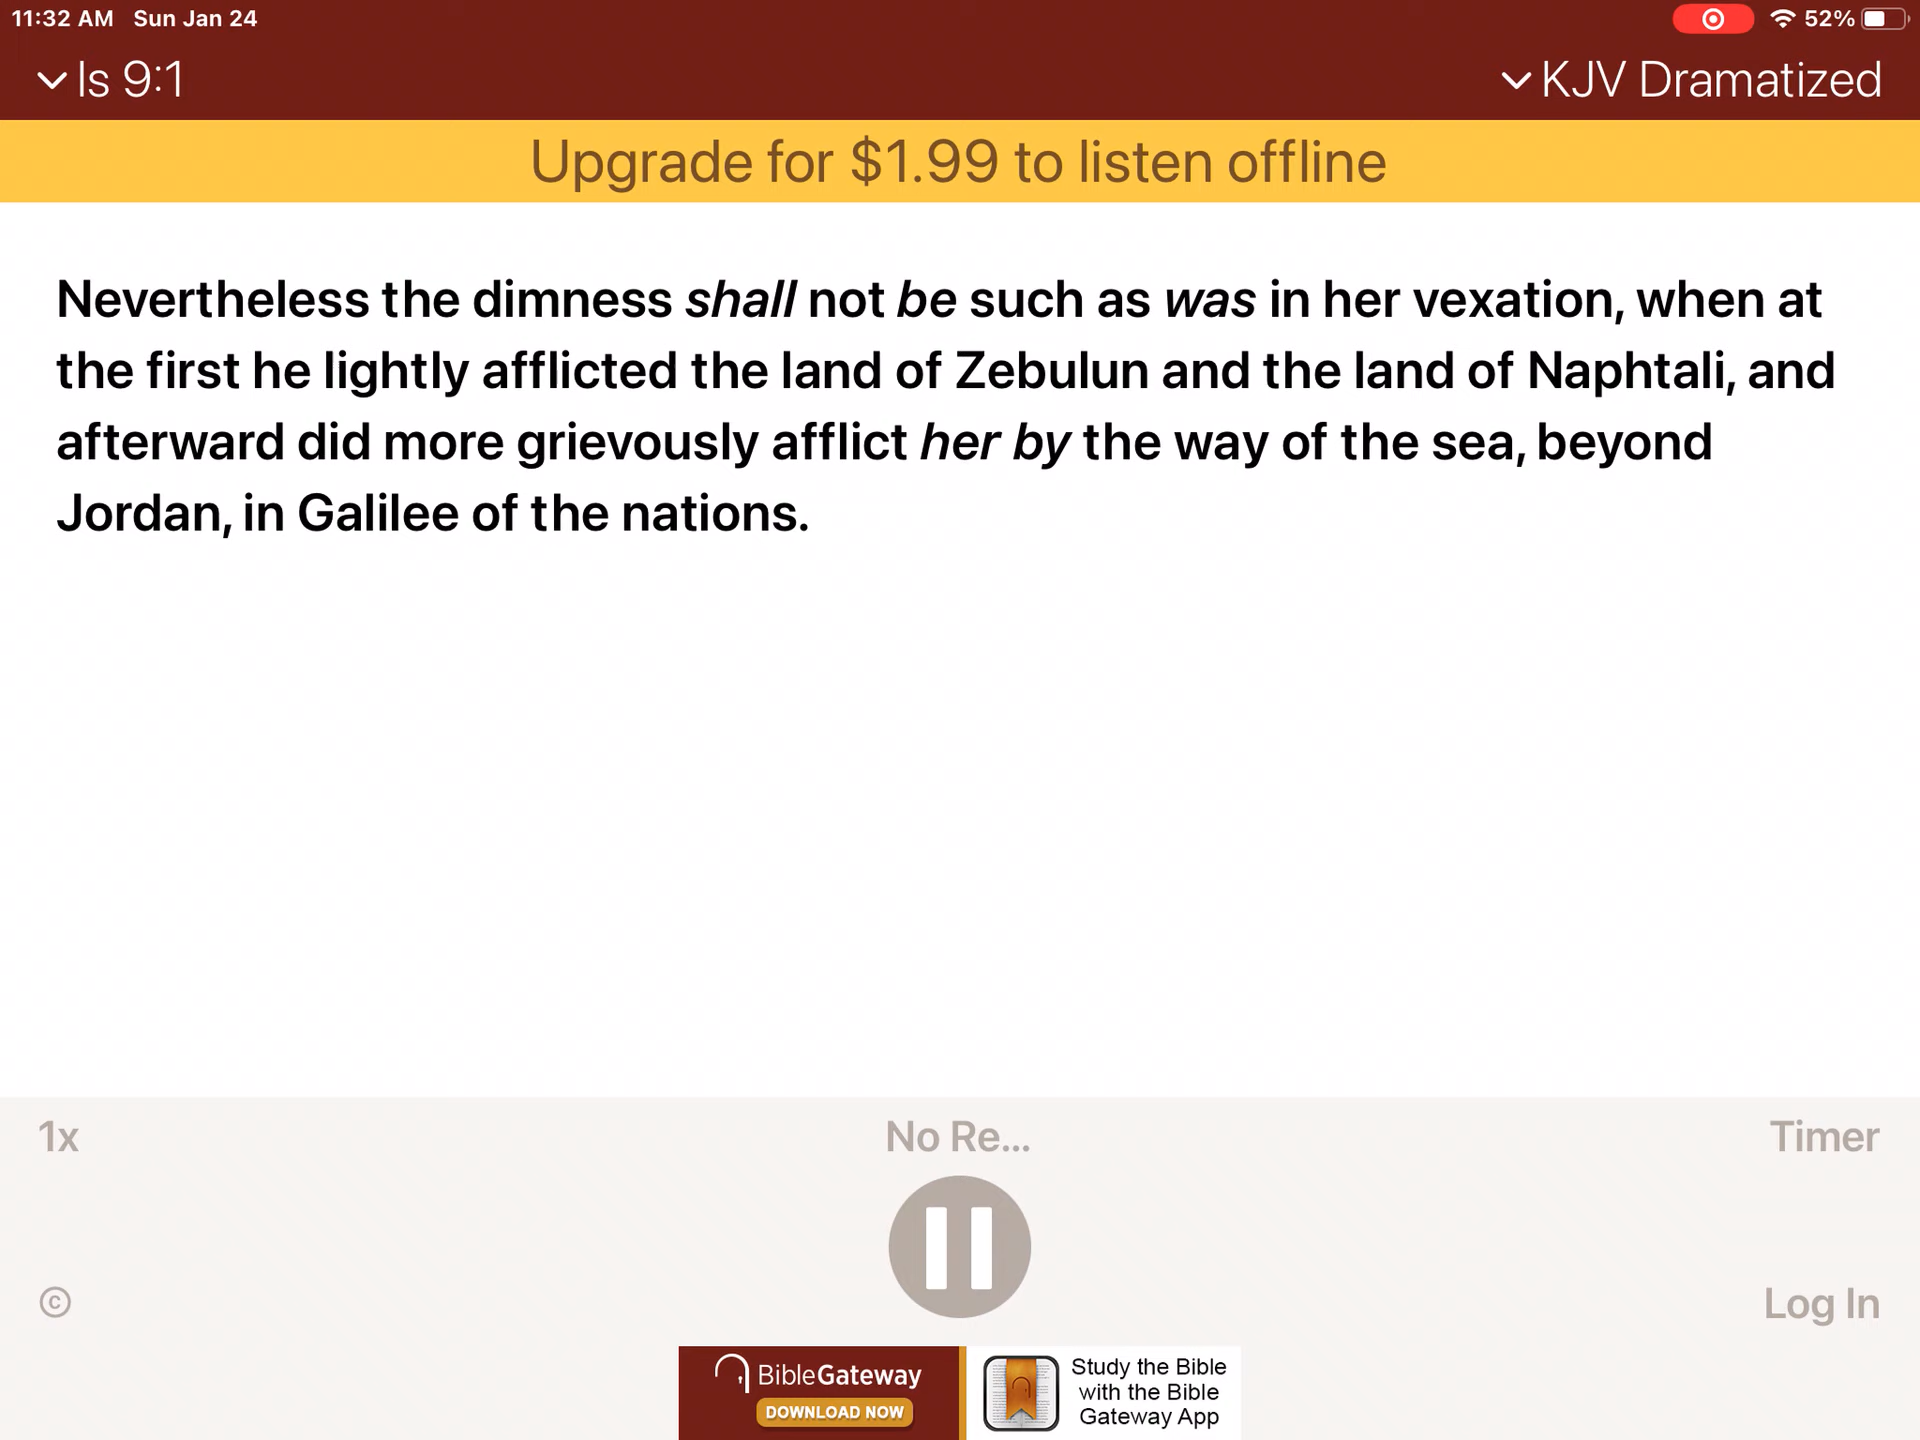 11:32 AM Sun Jan 24 52%
Is 9:1 KJV Dramatized
Upgrade for $1.99 to listen offline
Nevertheless the dimness shall not be such as was in her vexation, when at
the first he lightly afflicted the land of Zebulun and the land of Naphtali, and
afterward did more grievously afflict her by the way of the sea, beyond
Jordan, in Galilee of the nations.
1x No Re... Timer
© Log In
BibleGateway
DOWNLOAD NOW
Study the Bible
with the Bible
Gateway App